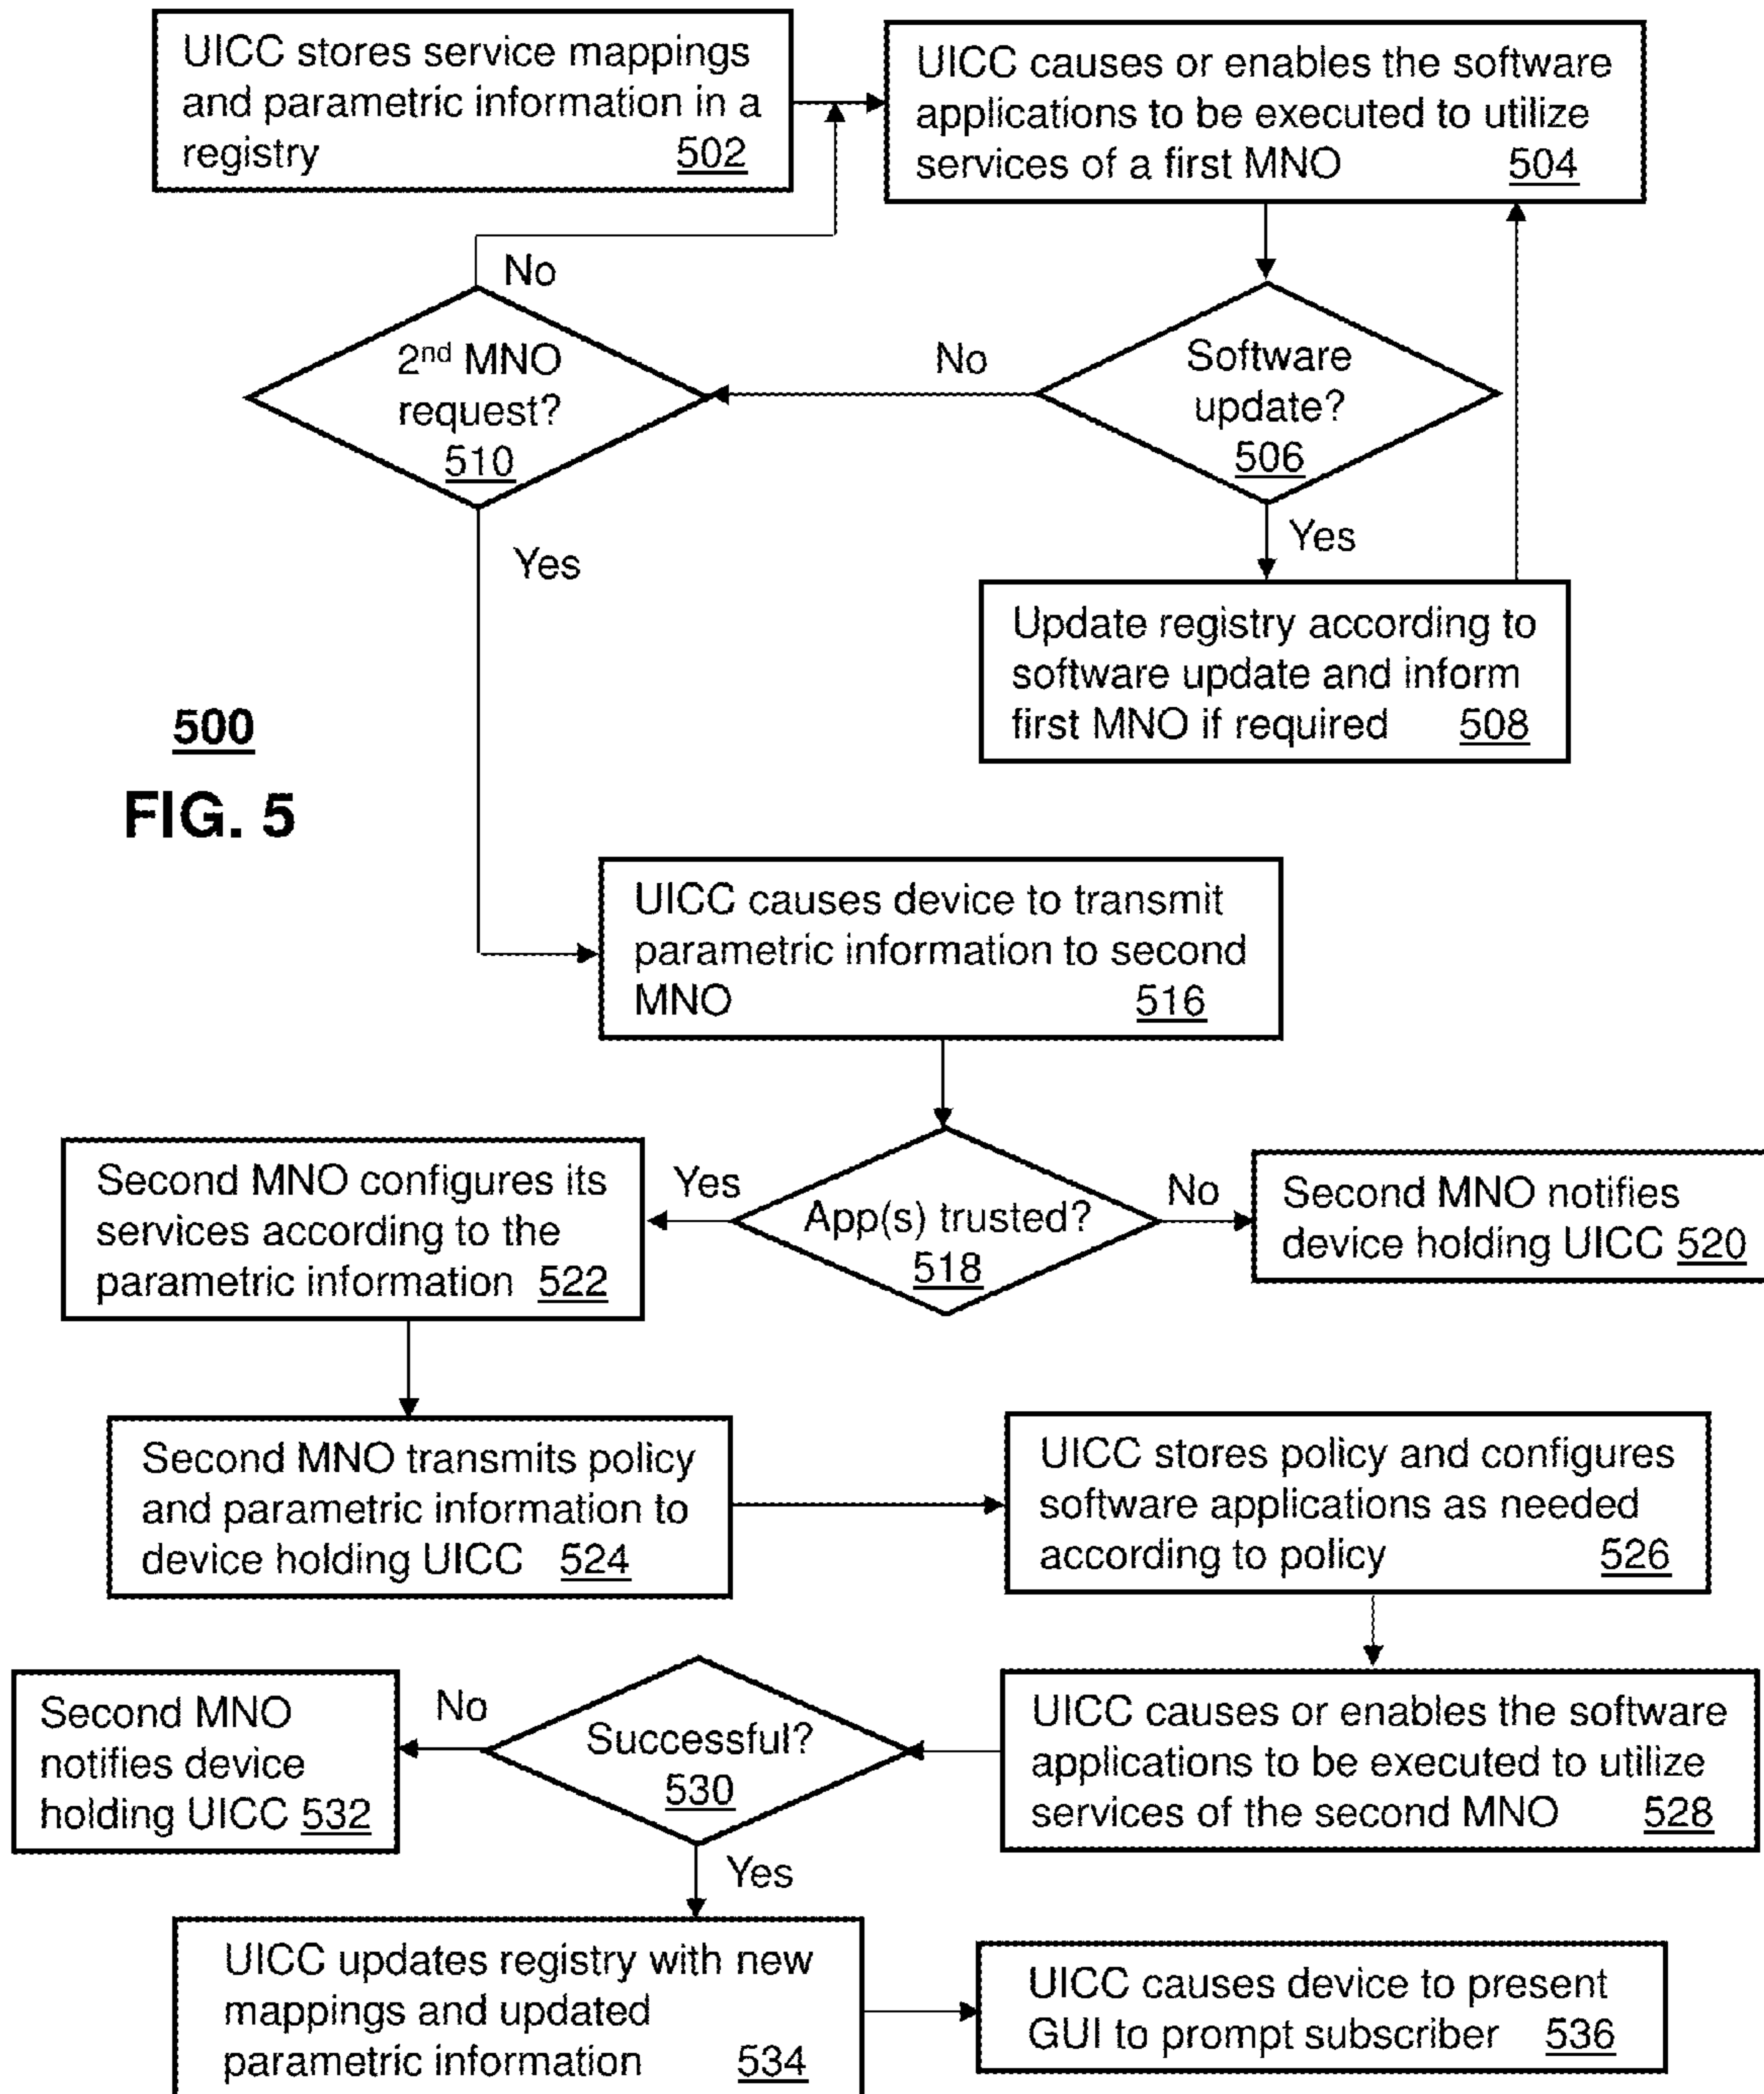 UICC stores service mappings
and parametric information in a
registry 502
UICC causes or enables the software
applications to be executed to utilize
services of a first MNO 504
No
2nd MNO
request?
510
No
Software
update?
506
Yes
Yes
Update registry according to
software update and inform
first MNO if required 508
500
FIG. 5
UICC causes device to transmit
parametric information to second
MNO 516
Second MNO configures its
services according to the
parametric information 522
Yes
App(s) trusted?
518
No
Second MNO notifies
device holding UICC 520
Second MNO transmits policy
and parametric information to
device holding UICC 524
UICC stores policy and configures
software applications as needed
according to policy 526
Second MNO
notifies device
holding UICC 532
No
Successful?
530
UICC causes or enables the software
applications to be executed to utilize
services of the second MNO 528
Yes
UICC updates registry with new
mappings and updated
parametric information 534
UICC causes device to present
GUI to prompt subscriber 536